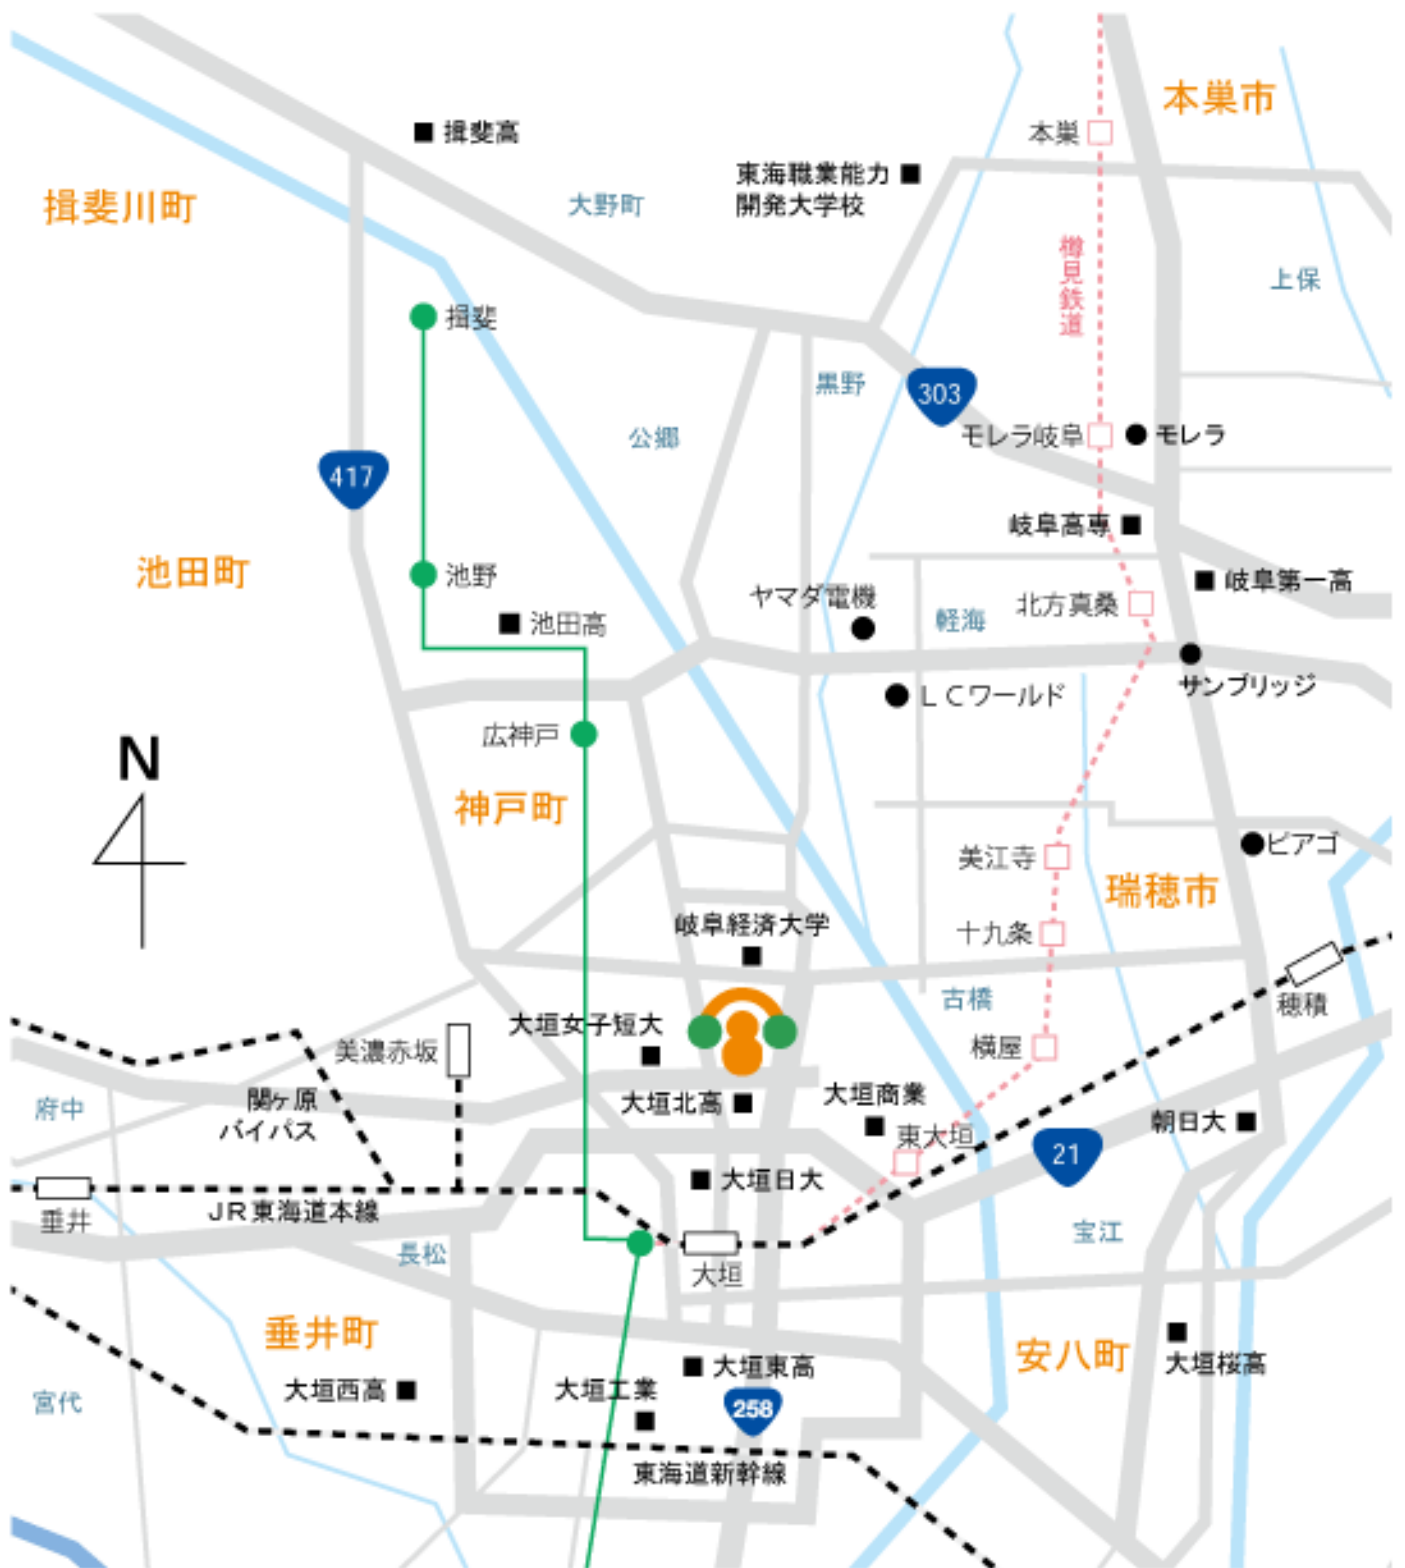 本巣市
揖斐高
本巣
東海職業能力
開発大学校
揖斐川町
大野町
樽見鉄道
上保
揖斐
黒野
303
公郷
モレラ岐阜
モレラ
417
岐阜高専
池田町
池野
岐阜第一高
ヤマダ電機
北方真桑
池田高
軽海
サンブリッジ
LCワールド
広神戸
N
神戸町
ピアゴ
美江寺
瑞穂市
岐阜経済大学
十九条
古橋
穂積
大垣女子短大
美濃赤坂
横屋
関ヶ原
バイパス
府中
大垣北高
大垣商業
東大垣
朝日大
21
大垣日大
垂井
JR東海道本線
長松
宝江
大垣
垂井町
安八町
大垣桜高
大垣東高
大垣西高
大垣工業
宮代
258
東海道新幹線